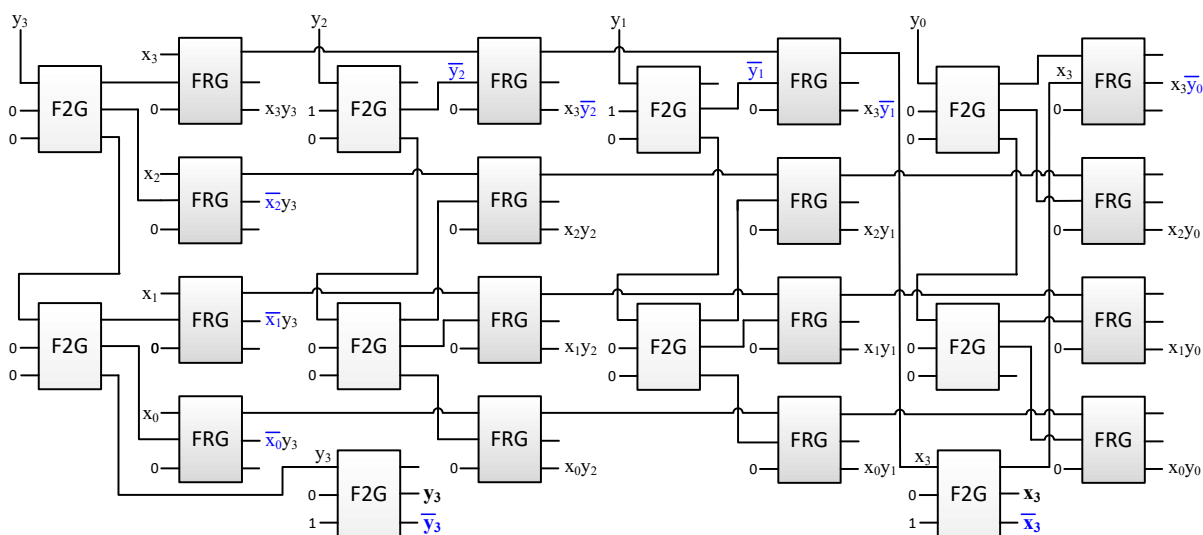 y₃ y₂ y₁ y₀
x₃ FRG y̅₂ FRG y̅₁ FRG x₃ FRG x₃y̅₀
F2G F2G F2G F2G
0 0 x₃y₃ 1 0 x₃y̅₂ 1 0 x₃y̅₁ 0 0
0 0 0 0
x₂ FRG x̅₂y₃ FRG FRG FRG
0 0 x₂y₂ 0 x₂y₁ 0 x₂y₀
x₁ FRG x̅₁y₃ FRG FRG FRG
F2G F2G F2G F2G
0 0 0 0 x₁y₂ 0 0 x₁y₁ 0 0 x₁y₀
0 0 0 0
x₀ FRG x̅₀y₃ FRG FRG FRG
0 0 x₀y₂ 0 x₀y₁ 0 x₀y₀
y₃ F2G x₃ F2G
0 y₃ 0 x₃
1 y̅₃ 1 x̅₃